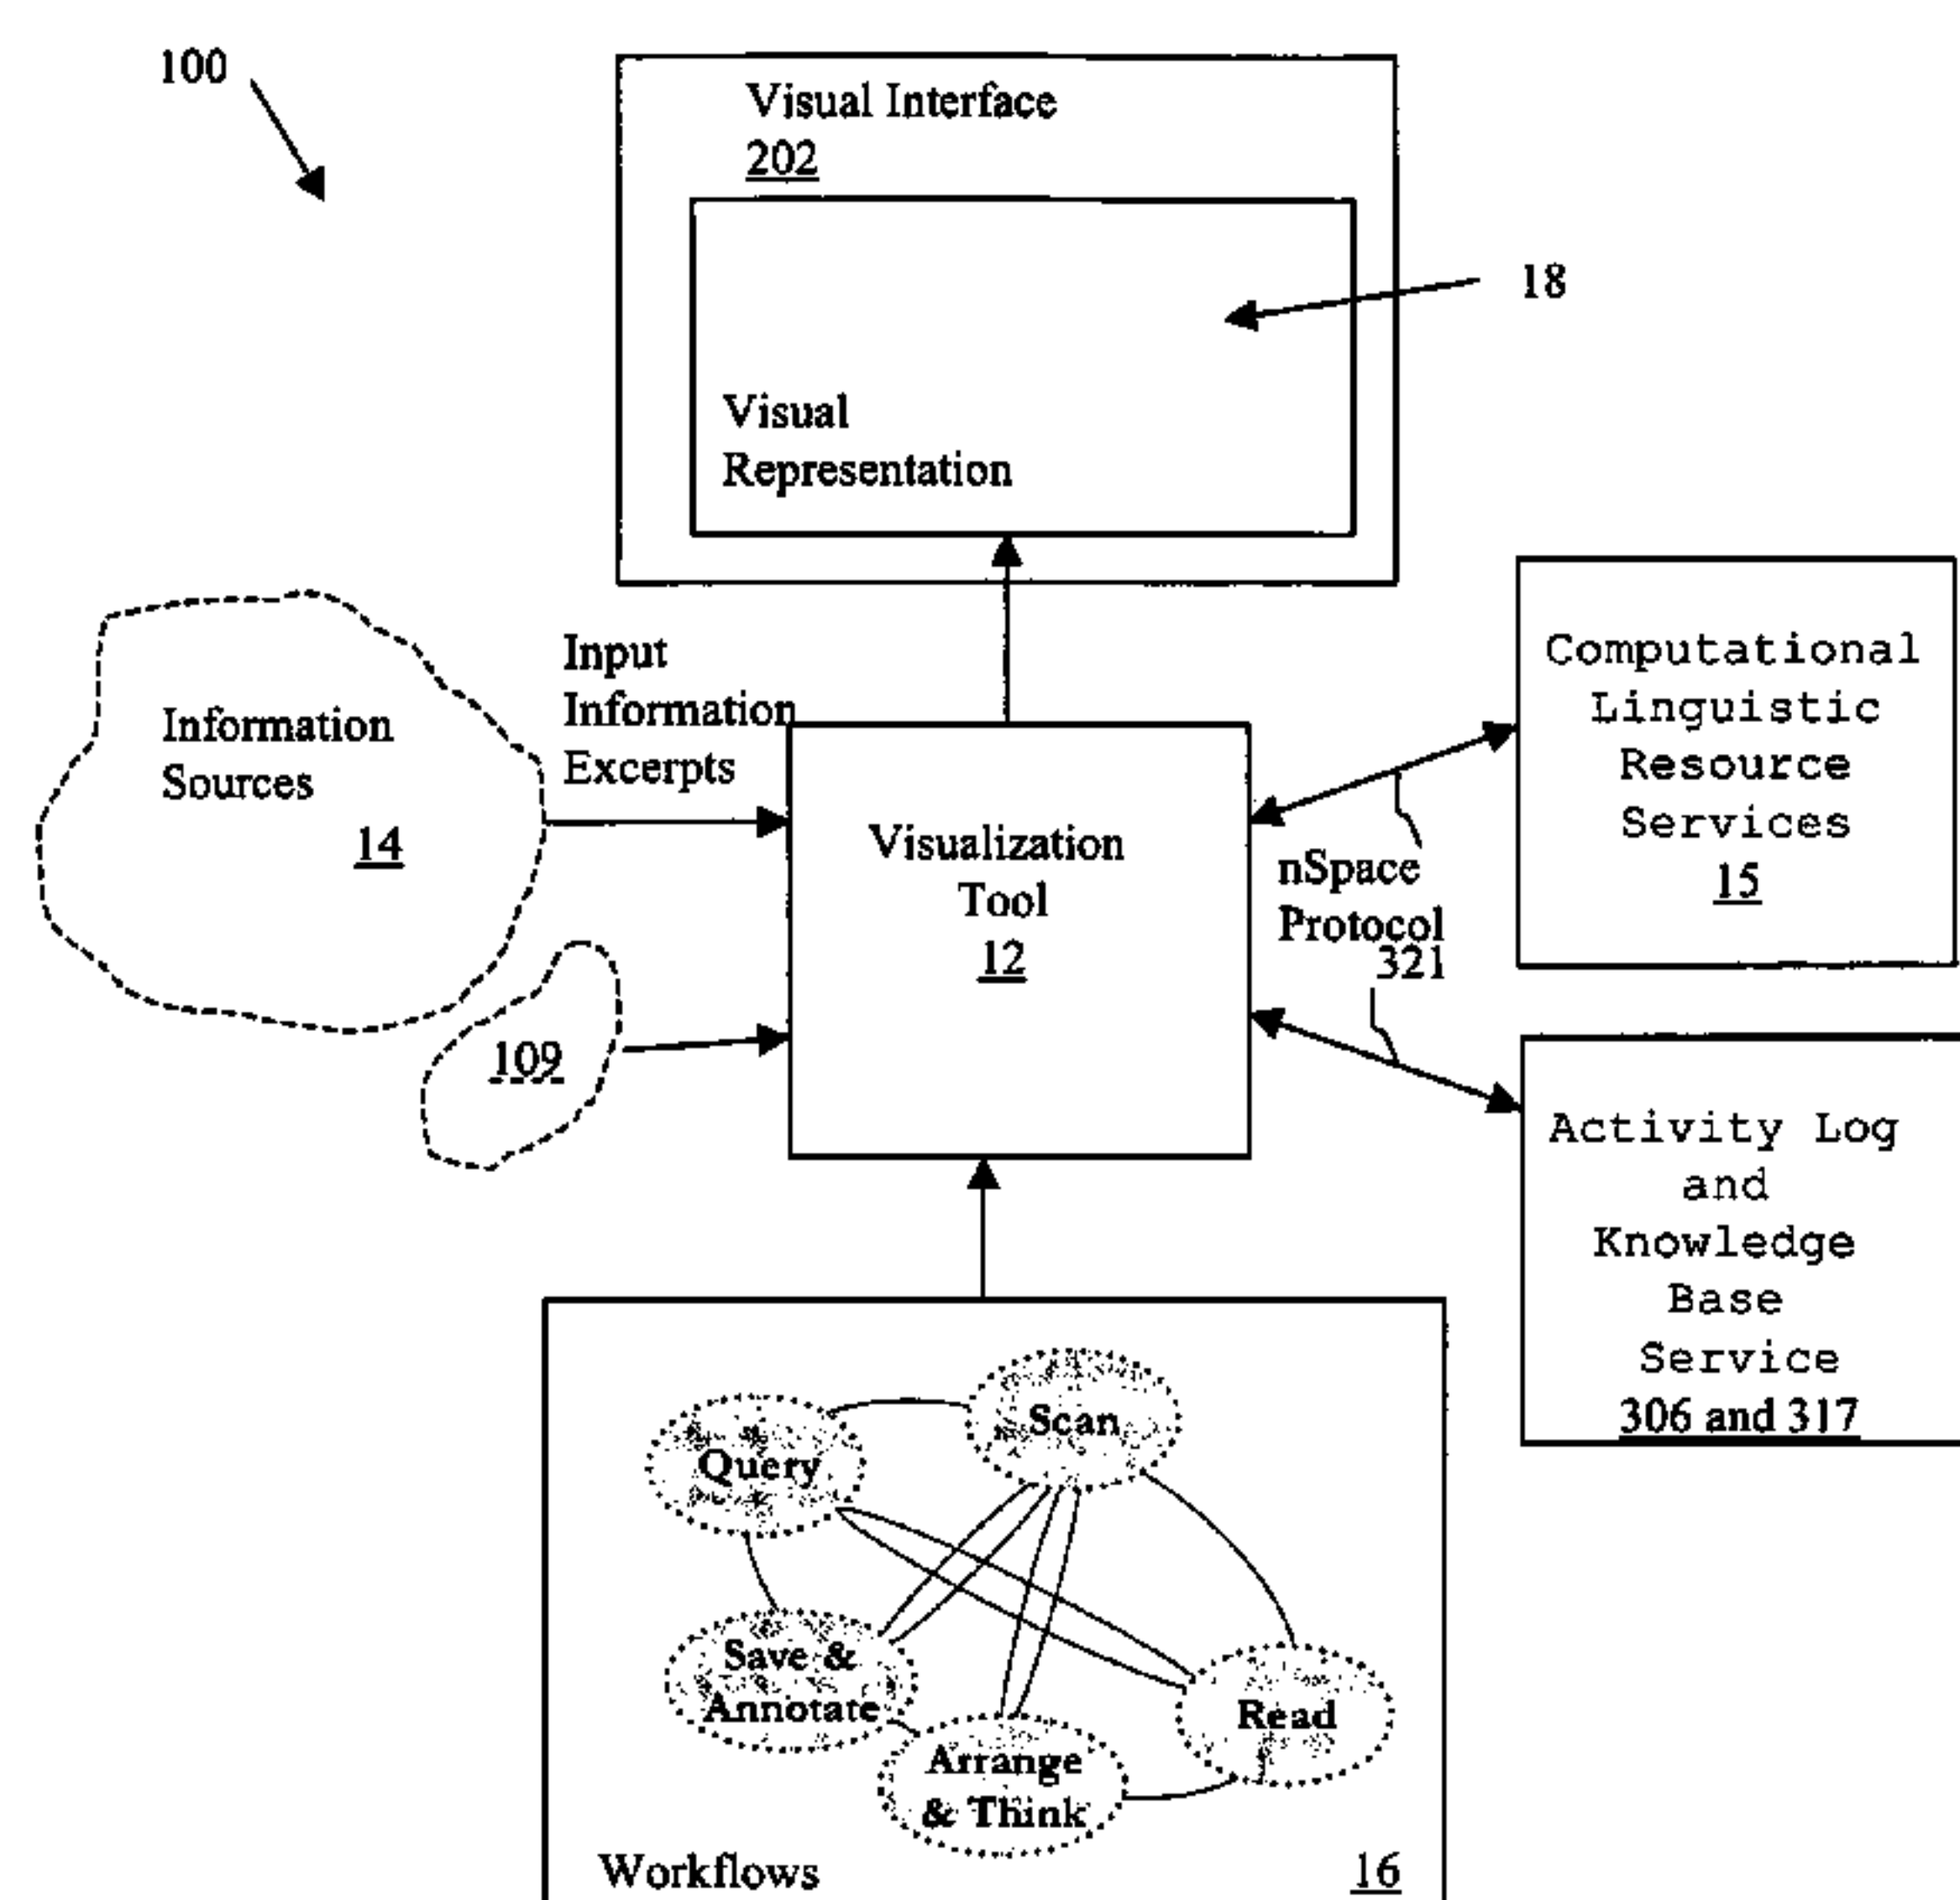 100
Visual Interface
202
18
Visual
Representation
Information
Sources
14
Input
Information
Excerpts
109
Visualization
Tool
12
nSpace
Protocol
321
Computational
Linguistic
Resource
Services
15
Activity Log
and
Knowledge
Base
Service
306 and 317
Scan
Query
Save &
Annotate
Read
Arrange
& Think
Workflows
16